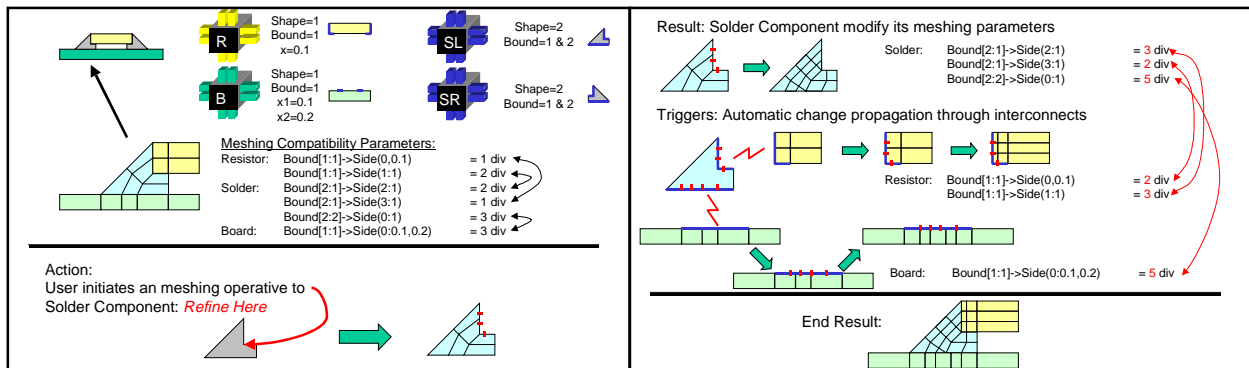 Shape=1
Bound=1
x=0.1
R
Shape=2
Bound=1 & 2
SL
Shape=1
Bound=1
x1=0.1
x2=0.2
B
Shape=2
Bound=1 & 2
SR
Meshing Compatibility Parameters:
Resistor: Bound[1:1]->Side(0,0.1) = 1 div
Bound[1:1]->Side(1:1) = 2 div
Solder: Bound[2:1]->Side(2:1) = 2 div
Bound[2:1]->Side(3:1) = 1 div
Bound[2:2]->Side(0:1) = 3 div
Board: Bound[1:1]->Side(0:0.1,0.2) = 3 div
Action:
User initiates an meshing operative to
Solder Component: Refine Here
Result: Solder Component modify its meshing parameters
Solder: Bound[2:1]->Side(2:1) = 3 div
Bound[2:1]->Side(3:1) = 2 div
Bound[2:2]->Side(0:1) = 5 div
Triggers: Automatic change propagation through interconnects
Resistor: Bound[1:1]->Side(0,0.1) = 2 div
Bound[1:1]->Side(1:1) = 3 div
Board: Bound[1:1]->Side(0:0.1,0.2) = 5 div
End Result: